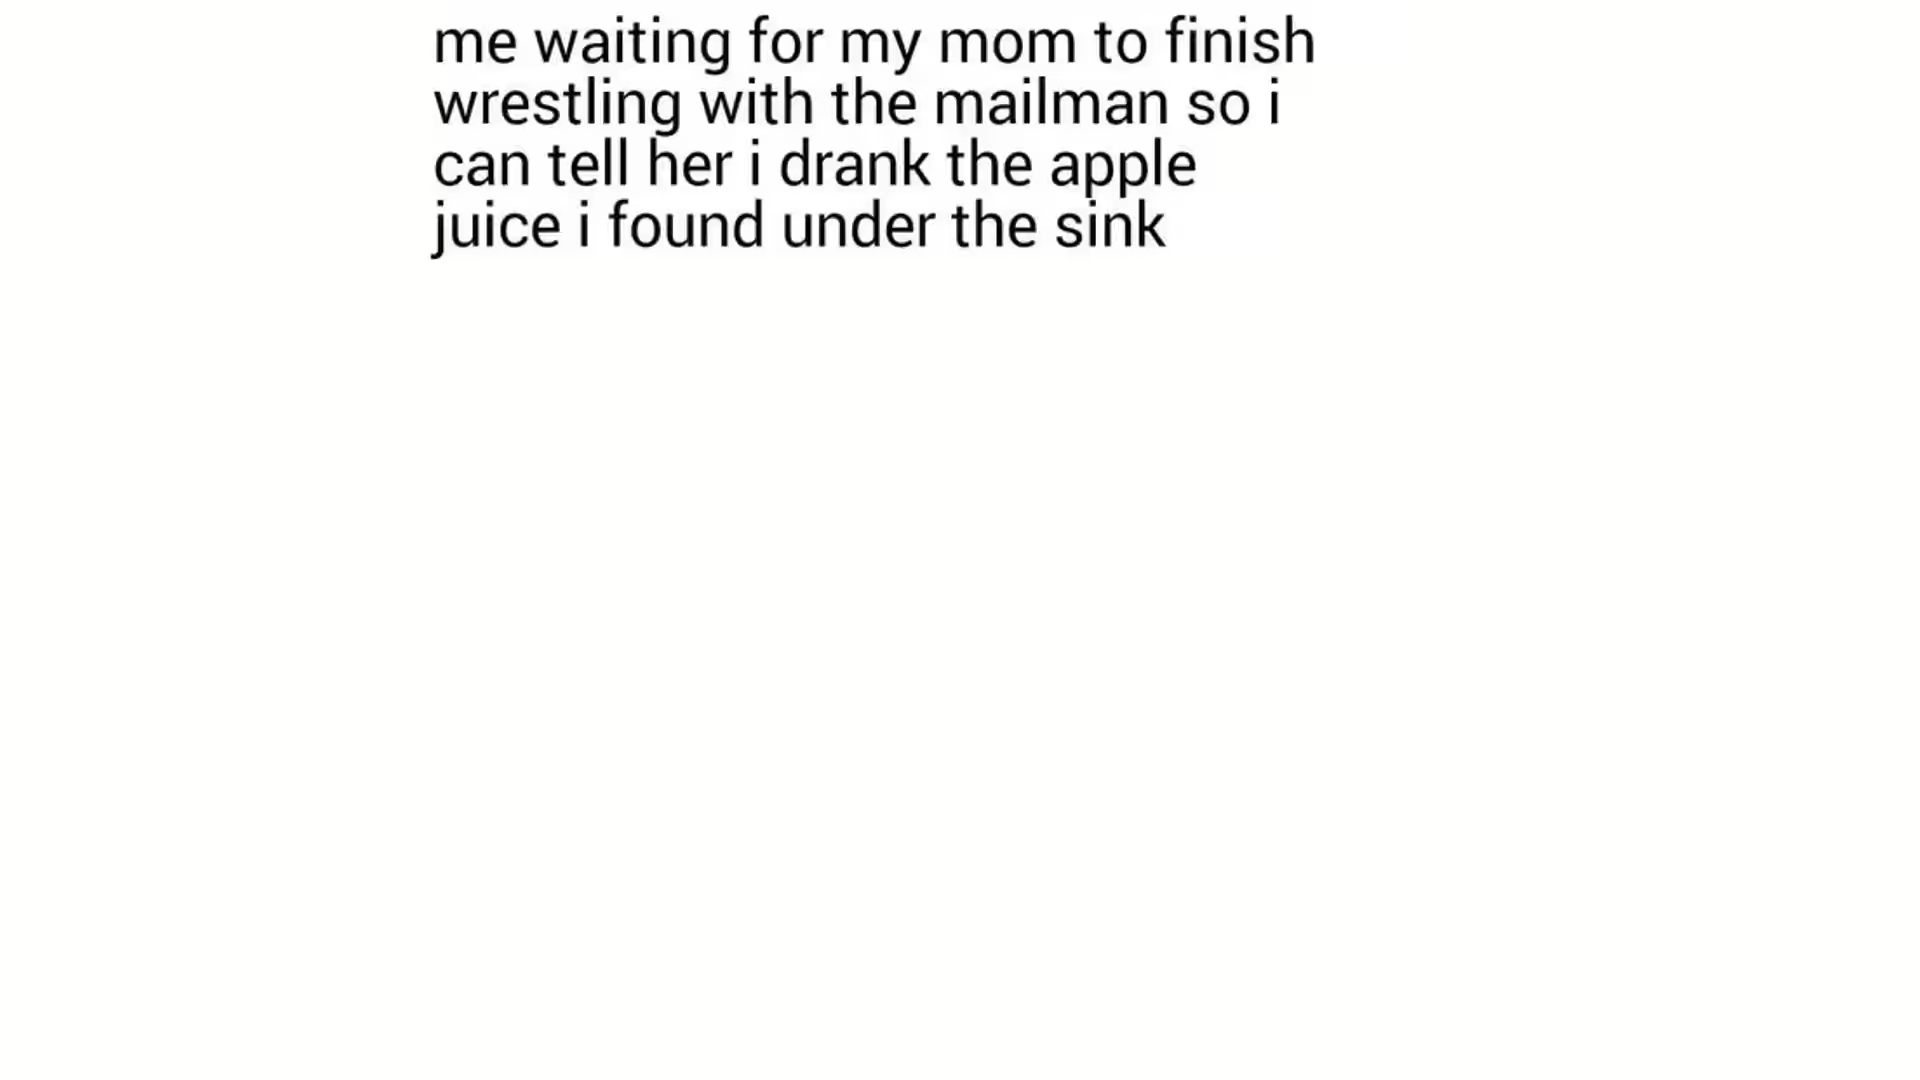 me waiting for my mom to finish
wrestling with the mailman so i
can tell her i drank the apple
juice i found under the sink